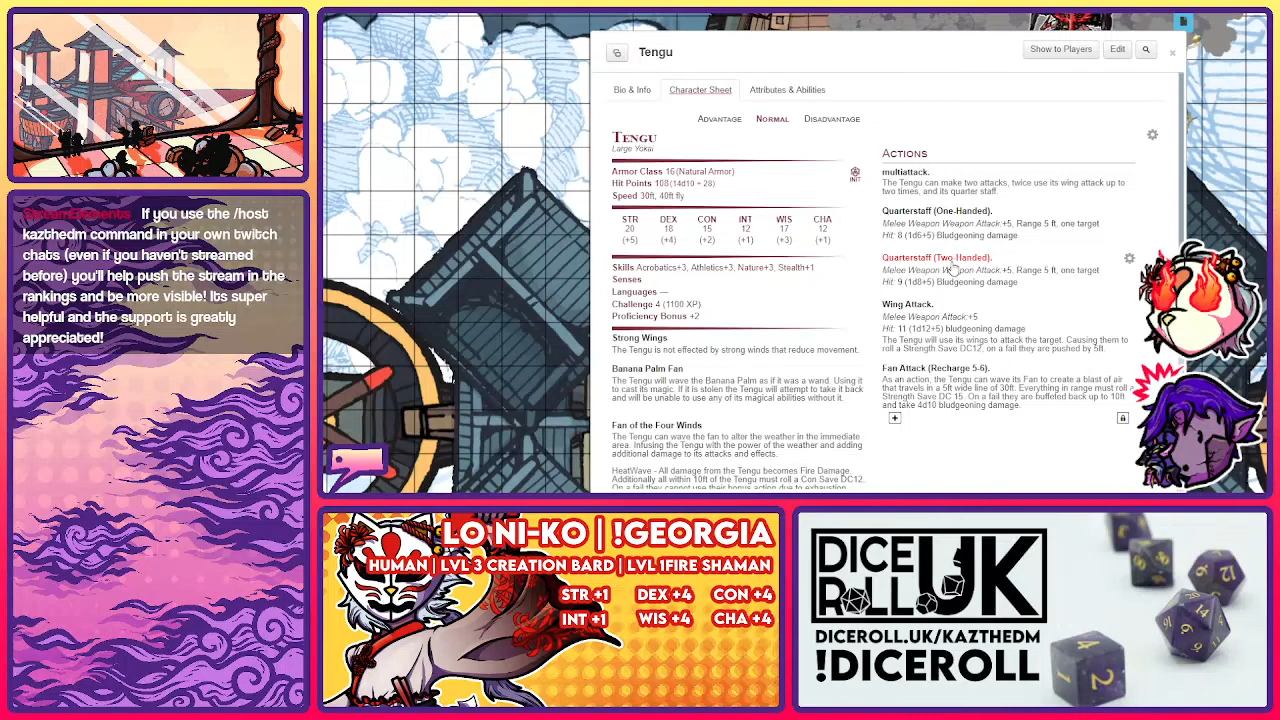 StreamElements If you use the /host
kazthedm command in your own twitch
chats (even if you haven't streamed
before) you'll help push the stream in the
rankings and be more visible! Its super
helpful and the support is greatly
appreciated!
Tengu
Show to Players
Edit
Bio & Info
Character Sheet
Attributes & Abilities
Advantage
Normal
Disadvantage
Tengu
Large Yokai
Armor Class 16 (Natural Armor)
Hit Points 108 (14d10 + 28)
Speed 30ft, 40ft fly
INIT
STR DEX CON INT WIS CHA
20 18 15 12 17 12
(+5) (+4) (+2) (+1) (+3) (+1)
Skills Acrobatics+3, Athletics+3, Nature+3, Stealth+1
Senses
Languages —
Challenge 4 (1100 XP)
Proficiency Bonus +2
Strong Wings
The Tengu is not effected by strong winds that reduce movement.
Banana Palm Fan
The Tengu will wave the Banana Palm as if it was a wand. Using it
to cast its magic. If it is stolen the Tengu will attempt to take it back
and will be unable to use any of its magical abilities without it.
Fan of the Four Winds
The Tengu can wave the fan to alter the weather in the immediate
area. Infusing the Tengu with the power of the weather and adding
additional damage to its attacks and effects.
HeatWave - All damage from the Tengu becomes Fire Damage.
Additionally all within 10ft of the Tengu must roll a Con Save DC12.
On a fail they cannot use their bonus action due to exhaustion
Actions
multiattack.
The Tengu can make two attacks, twice use its wing attack up to
two times, and its quarter staff.
Quarterstaff (One-Handed).
Melee Weapon Weapon Attack:+5, Range 5 ft, one target
Hit: 8 (1d6+5) Bludgeoning damage
Quarterstaff (Two-Handed).
Melee Weapon Weapon Attack:+5, Range 5 ft, one target
Hit: 9 (1d8+5) Bludgeoning damage
Wing Attack.
Melee Weapon Attack:+5
Hit: 11 (1d12+5) bludgeoning damage
The Tengu will use its wings to attack the target. Causing them to
roll a Strength Save DC12, on a fail they are pushed by 5ft.
Fan Attack (Recharge 5-6).
As an action, the Tengu can wave its Fan to create a blast of air
that travels in a 5ft wide line of 30ft. Everything in range must roll a
Strength Save DC 15. On a fail they are buffeted back up to 10ft
and take 4d10 bludgeoning damage.
LO NI-KO | !GEORGIA
HUMAN | LVL 3 CREATION BARD | LVL 1FIRE SHAMAN
STR +1 DEX +4 CON +4
INT +1 WIS +4 CHA +4
DICE
ROLL UK
DICEROLL.UK/KAZTHEDM
!DICEROLL